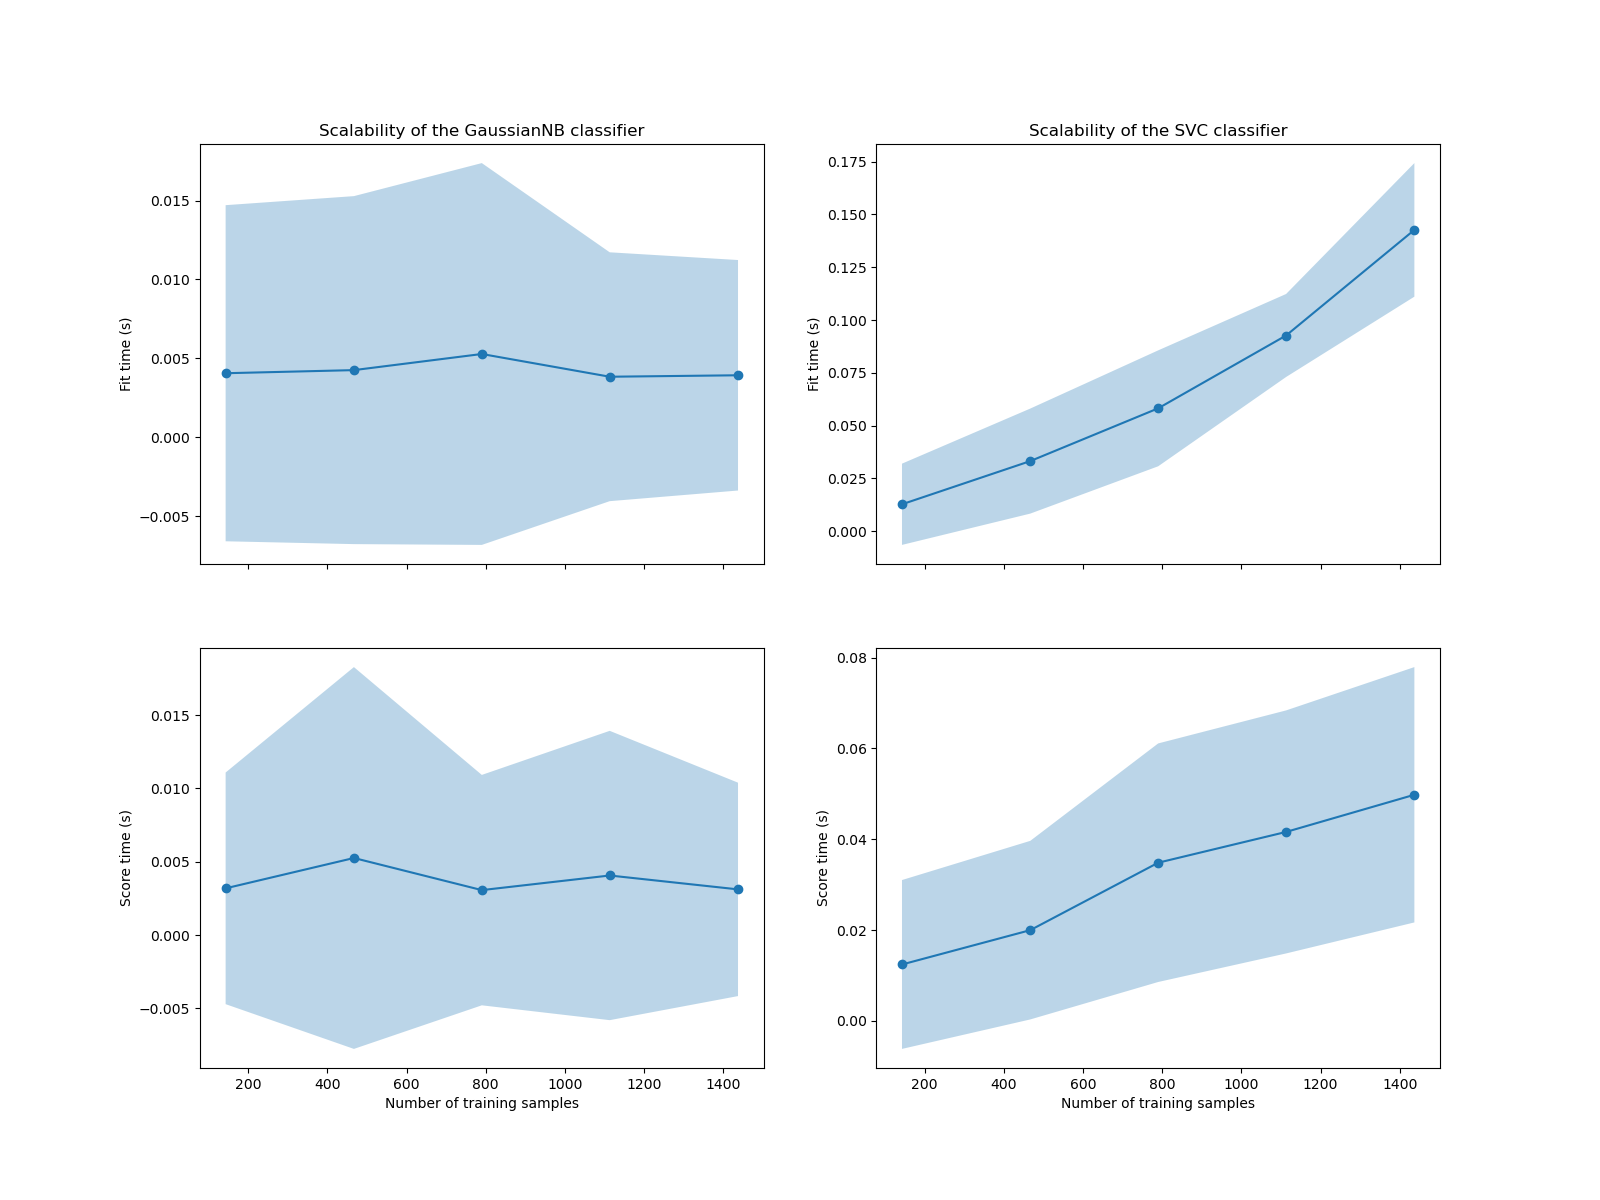 Scalability of the GaussianNB classifier
0.015
0.010
0.005
0.000
−0.005
Fit time (s)
Scalability of the SVC classifier
0.175
0.150
0.125
0.100
0.075
0.050
0.025
0.000
Fit time (s)
0.015
0.010
0.005
0.000
−0.005
Score time (s)
200 400 600 800 1000 1200 1400
Number of training samples
0.08
0.06
0.04
0.02
0.00
Score time (s)
200 400 600 800 1000 1200 1400
Number of training samples